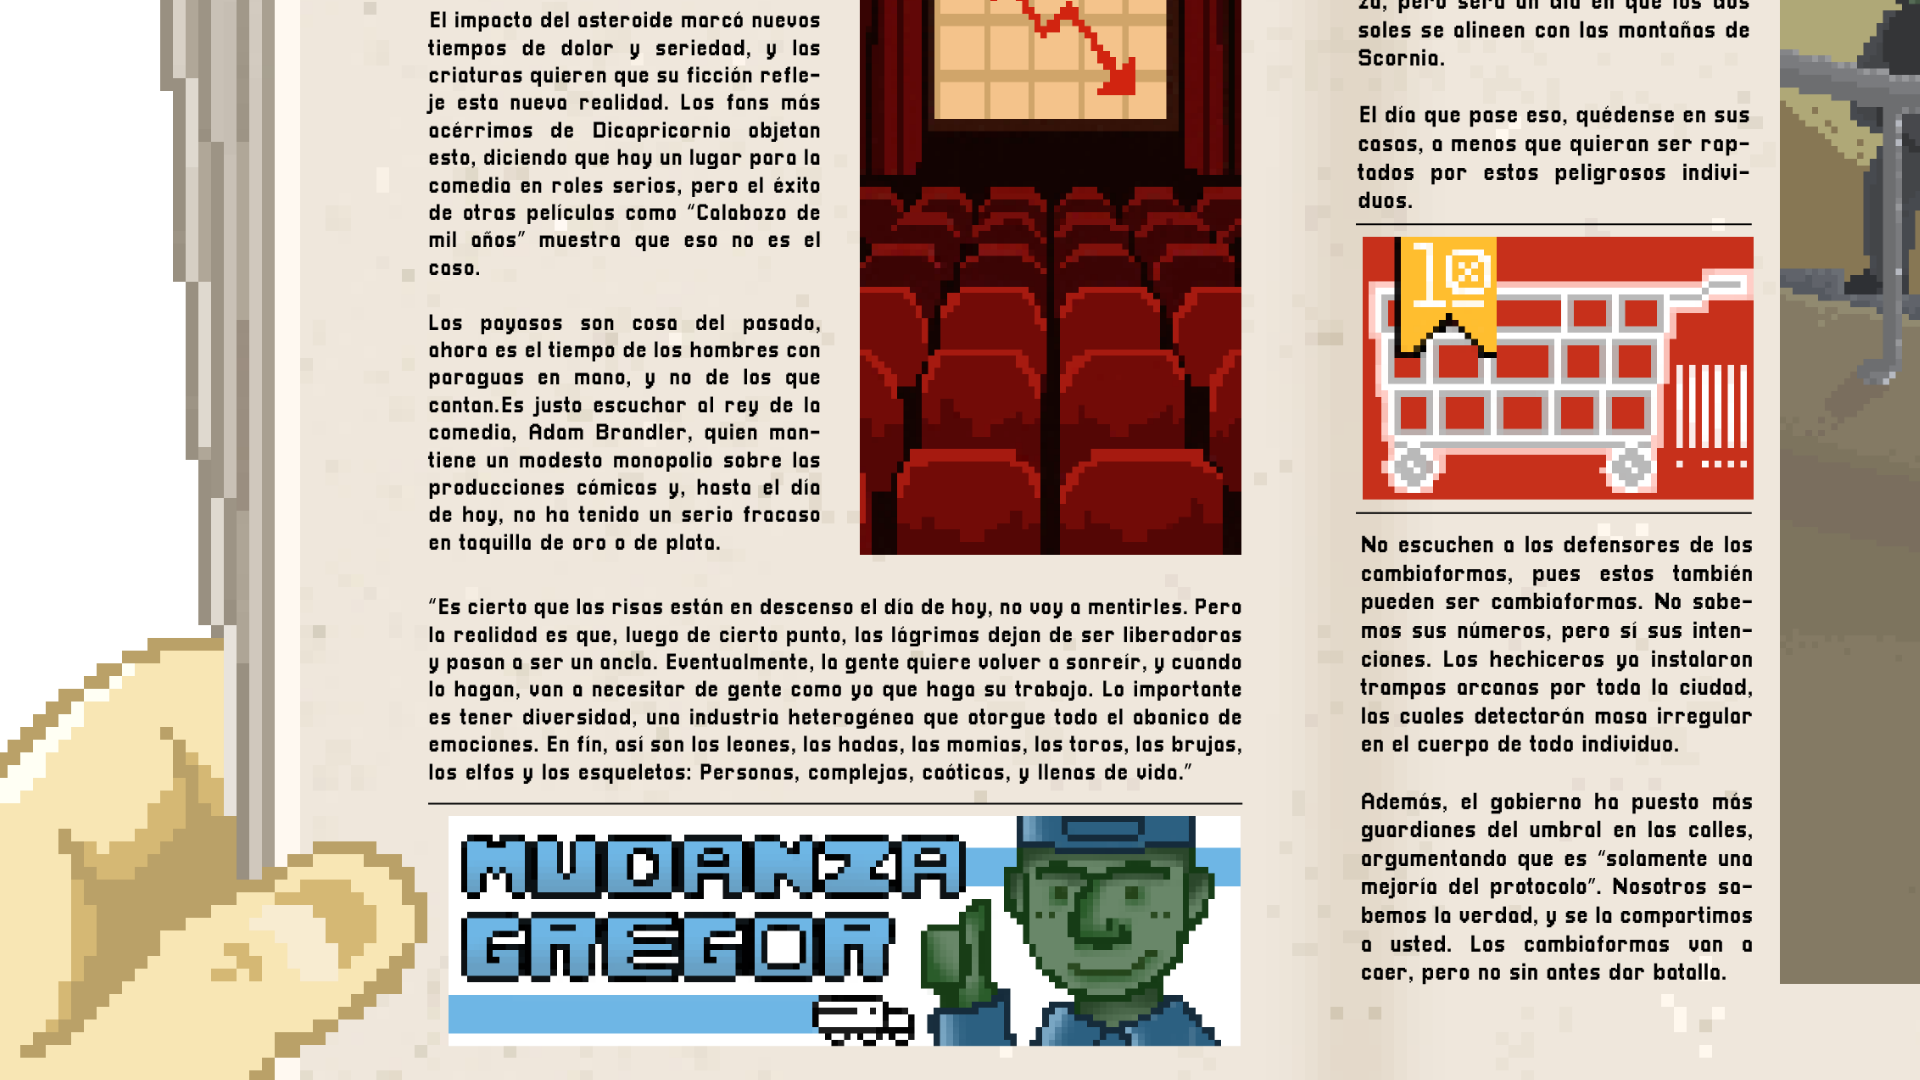 El impacto del asteroide marcó nuevos
tiempos de dolor y seriedad, y las
criaturas quieren que su ficción refle-
je esta nueva realidad. Los fans más
acérrimos de Dicapricornio objetan
esto, diciendo que hay un lugar para la
comedia en roles serios, pero el éxito
de otras películas como “Calabozo de
mil años” muestra que eso no es el
caso.
Los payasos son cosa del pasado,
ahora es el tiempo de los hombres con
paraguas en mano, y no de los que
cantan.Es justo escuchar al rey de la
comedia, Adam Brandler, quien man-
tiene un modesto monopolio sobre las
producciones cómicas y, hasta el día
de hoy, no ha tenido un serio fracaso
en taquilla de oro o de plata.
“Es cierto que las risas están en descenso el día de hoy, no voy a mentirles. Pero
la realidad es que, luego de cierto punto, las lágrimas dejan de ser liberadoras
y pasan a ser un ancla. Eventualmente, la gente quiere volver a sonreír, y cuando
lo hagan, van a necesitar de gente como yo que haga su trabajo. Lo importante
es tener diversidad, una industria heterogénea que otorgue todo el abanico de
emociones. En fín, así son los leones, las hadas, las momias, los toros, las brujas,
los elfos y los esqueletos: Personas, complejas, caóticas, y llenas de vida.”
MUDANZA
GREGOR
za, pero será un día en que los dos
soles se alineen con las montañas de
Scornia.
El día que pase eso, quédense en sus
casas, a menos que quieran ser rap-
tados por estos peligrosos indivi-
duos.
No escuchen a los defensores de los
cambiaformas, pues estos también
pueden ser cambiaformas. No sabe-
mos sus números, pero sí sus inten-
ciones. Los hechiceros ya instalaron
trampas arcanas por toda la ciudad,
las cuales detectarán masa irregular
en el cuerpo de todo individuo.
Además, el gobierno ha puesto más
guardianes del umbral en las calles,
argumentando que es “solamente una
mejoría del protocolo”. Nosotros sa-
bemos la verdad, y se la compartimos
a usted. Los cambiaformas van a
caer, pero no sin antes dar batalla.